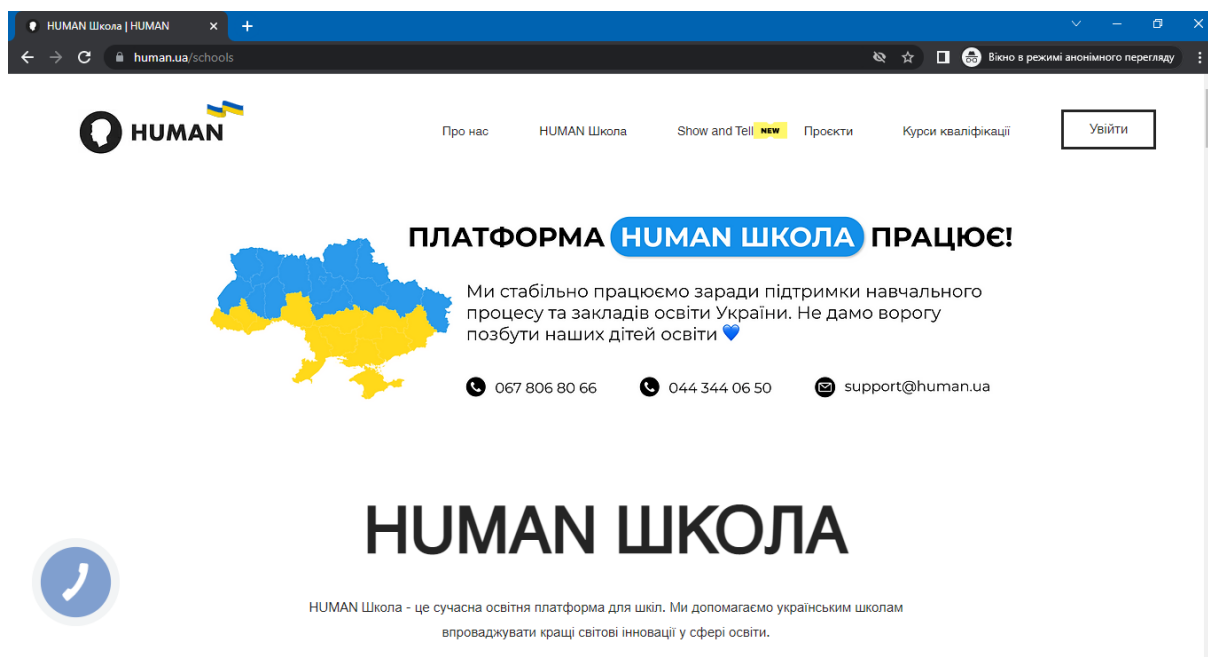 HUMAN Школа | HUMAN
human.ua/schools
Вікно в режимі анонімного перегляду
HUMAN
Про нас
HUMAN Школа
Show and Tell NEW
Проєкти
Курси кваліфікації
Увійти
ПЛАТФОРМА HUMAN ШКОЛА ПРАЦЮЄ!
Ми стабільно працюємо заради підтримки навчального
процесу та закладів освіти України. Не дамо ворогу
позбути наших дітей освіти 💙
067 806 80 66
044 344 06 50
support@human.ua
HUMAN ШКОЛА
HUMAN Школа - це сучасна освітня платформа для шкіл. Ми допомагаємо українським школам
впроваджувати кращі світові інновації у сфері освіти.